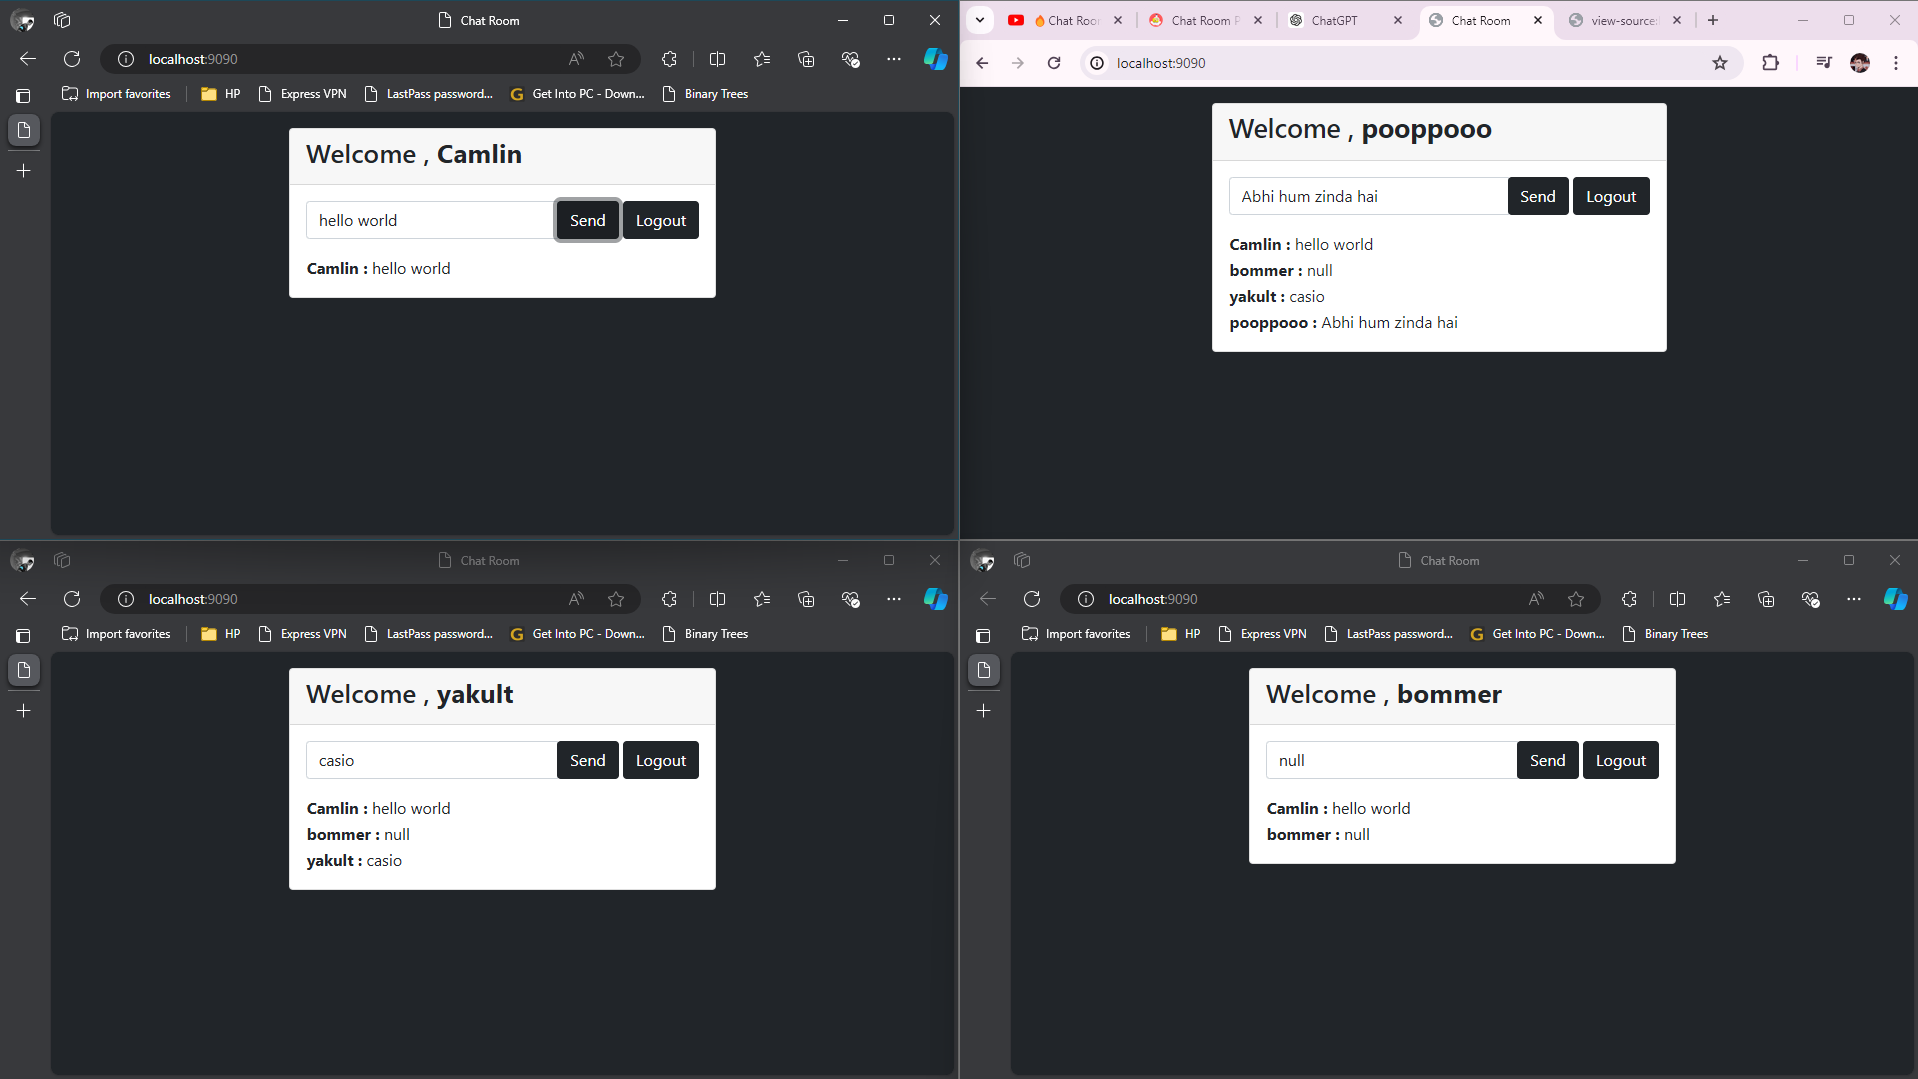 Chat Room
localhost:9090
Import favorites
HP
Express VPN
LastPass password...
Get Into PC - Down...
Binary Trees
Welcome , Camlin
hello world
Send
Logout
Camlin : hello world
Chat Roor
Chat Room P
ChatGPT
Chat Room
view-source:
localhost:9090
Welcome , pooppooo
Abhi hum zinda hai
Send
Logout
Camlin : hello world
bommer : null
yakult : casio
pooppooo : Abhi hum zinda hai
Chat Room
localhost:9090
Import favorites
HP
Express VPN
LastPass password...
Get Into PC - Down...
Binary Trees
Welcome , yakult
casio
Send
Logout
Camlin : hello world
bommer : null
yakult : casio
Chat Room
localhost:9090
Import favorites
HP
Express VPN
LastPass password...
Get Into PC - Down...
Binary Trees
Welcome , bommer
null
Send
Logout
Camlin : hello world
bommer : null